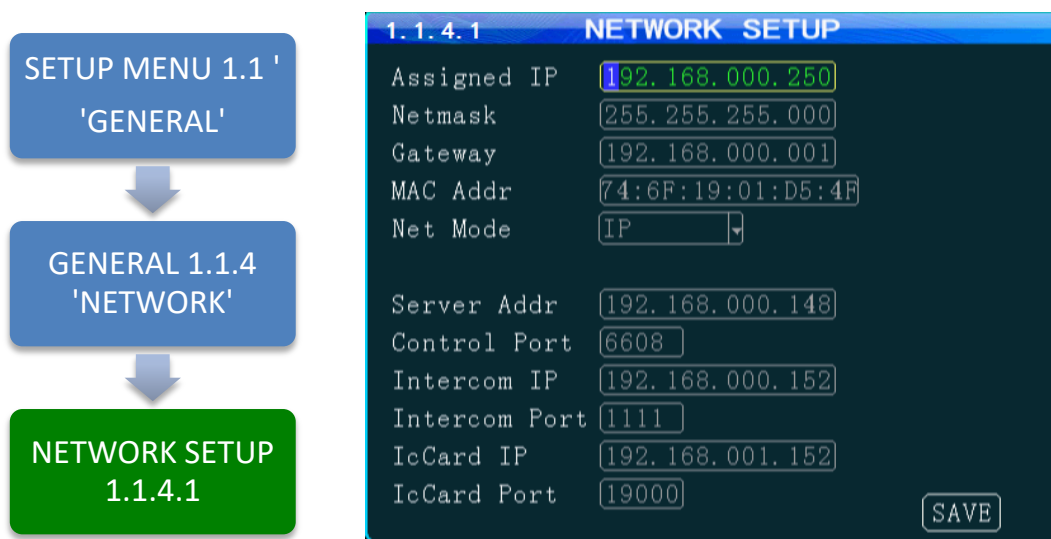 SETUP MENU 1.1 '
'GENERAL'
GENERAL 1.1.4
'NETWORK'
NETWORK SETUP
1.1.4.1
1.1.4.1 NETWORK SETUP
Assigned IP 192.168.000.250
Netmask 255.255.255.000
Gateway 192.168.000.001
MAC Addr 74:6F:19:01:D5:4F
Net Mode IP
Server Addr 192.168.000.148
Control Port 6608
Intercom IP 192.168.000.152
Intercom Port 1111
IcCard IP 192.168.001.152
IcCard Port 19000
SAVE